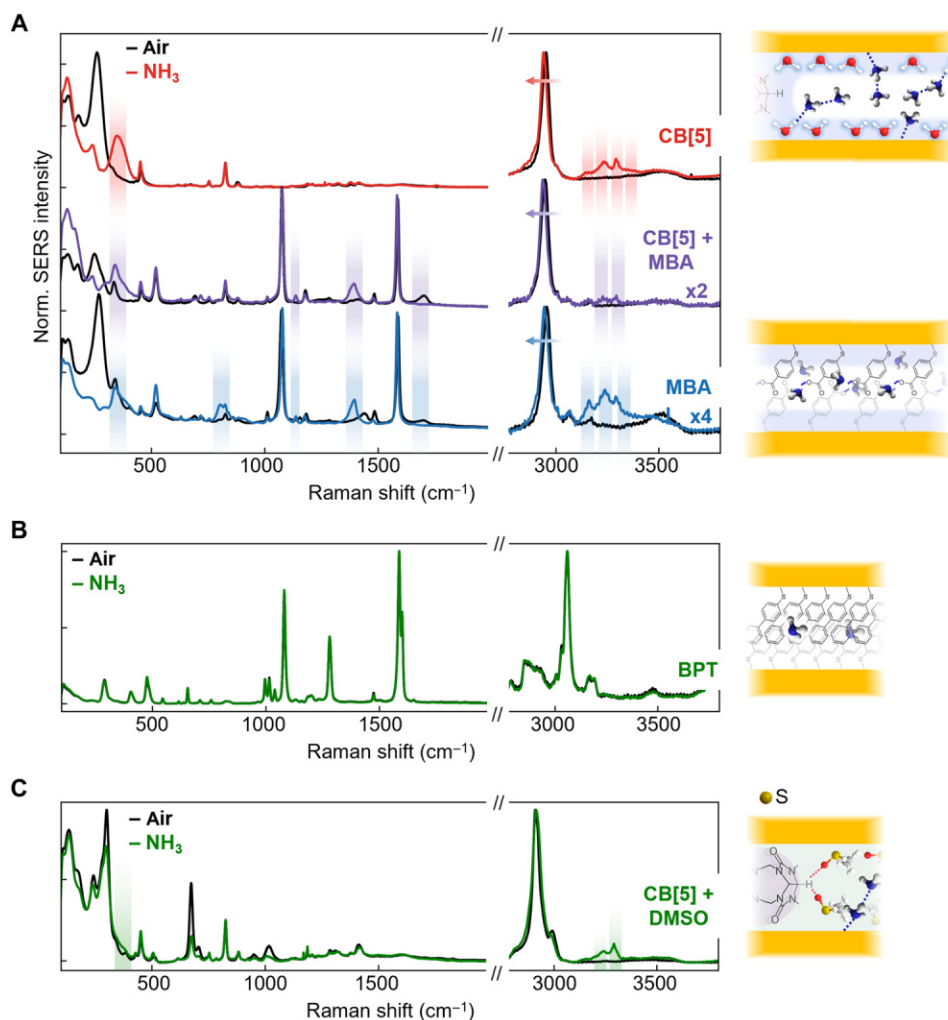 A
– Air
– NH₃
//
CB[5]
CB[5] +
MBA
x2
MBA
x4
Norm. SERS intensity
500
1000
1500
//
3000
3500
Raman shift (cm⁻¹)
H
S
S
S
S
B
– Air
– NH₃
//
BPT
500
1000
1500
//
3000
3500
Raman shift (cm⁻¹)
S
S
S
S
S
C
– Air
– NH₃
//
CB[5] +
DMSO
500
1000
1500
//
3000
3500
Raman shift (cm⁻¹)
S
O
H
O